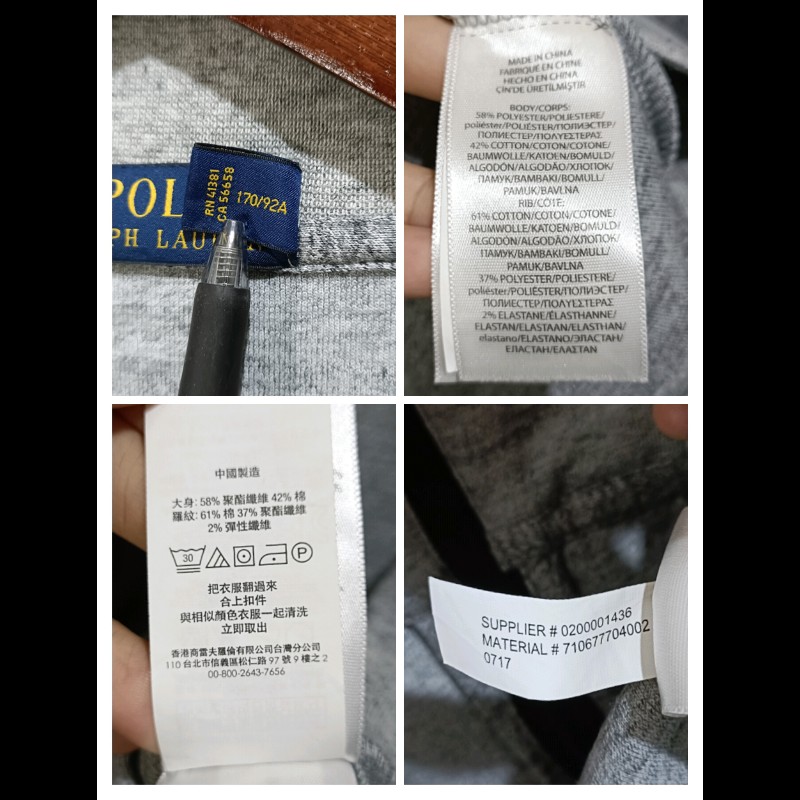 POL
PH LAU
RN 41381
CA 56658
170/92A
MADE IN CHINA
FABRIQUÉ EN CHINE
HECHO EN CHINA
ÇİN'DE ÜRETİLMİŞTİR
BODY/CORPS:
58% POLYESTER/POLIESTERE/
poliéster/POLIÉSTER/ПОЛИЭСТЕР/
ПОЛИЕСТЕР/ΠΟΛΥΕΣΤΕΡΑΣ
42% COTTON/COTON/COTONE/
BAUMWOLLE/KATOEN/BOMULD/
ALGODÓN/ALGODÃO/ХЛОПОК/
ПАМУК/ΒΑΜΒΑΚΙ/BOMULL/
PAMUK/BAVLNA
RIB/CÔTE:
61% COTTON/COTON/COTONE/
BAUMWOLLE/KATOEN/BOMULD/
ALGODÓN/ALGODÃO/ХЛОПОК/
ПАМУК/ΒΑΜΒΑΚΙ/BOMULL/
PAMUK/BAVLNA
37% POLYESTER/POLIESTERE/
poliéster/POLIÉSTER/ПОЛИЭСТЕР/
ПОЛИЕСТЕР/ΠΟΛΥΕΣΤΕΡΑΣ
2% ELASTANE/ÉLASTHANNE/
ELASTAN/ELASTAAN/ELASTHAN/
elastano/ELASTANO/ЭЛАСТАН/
ЕЛАСТАН/ΕΛΑΣΤΑΝ
中國製造
大身: 58% 聚酯纖維 42% 棉
羅紋: 61% 棉 37% 聚酯纖維
2% 彈性纖維
30
P
把衣服翻過來
合上扣件
與相似顏色衣服一起清洗
立即取出
香港商雷夫羅倫有限公司台灣分公司
110 台北市信義區松仁路 97 號 9 樓之 2
00-800-2643-7656
SUPPLIER # 0200001436
MATERIAL # 710677704002
0717